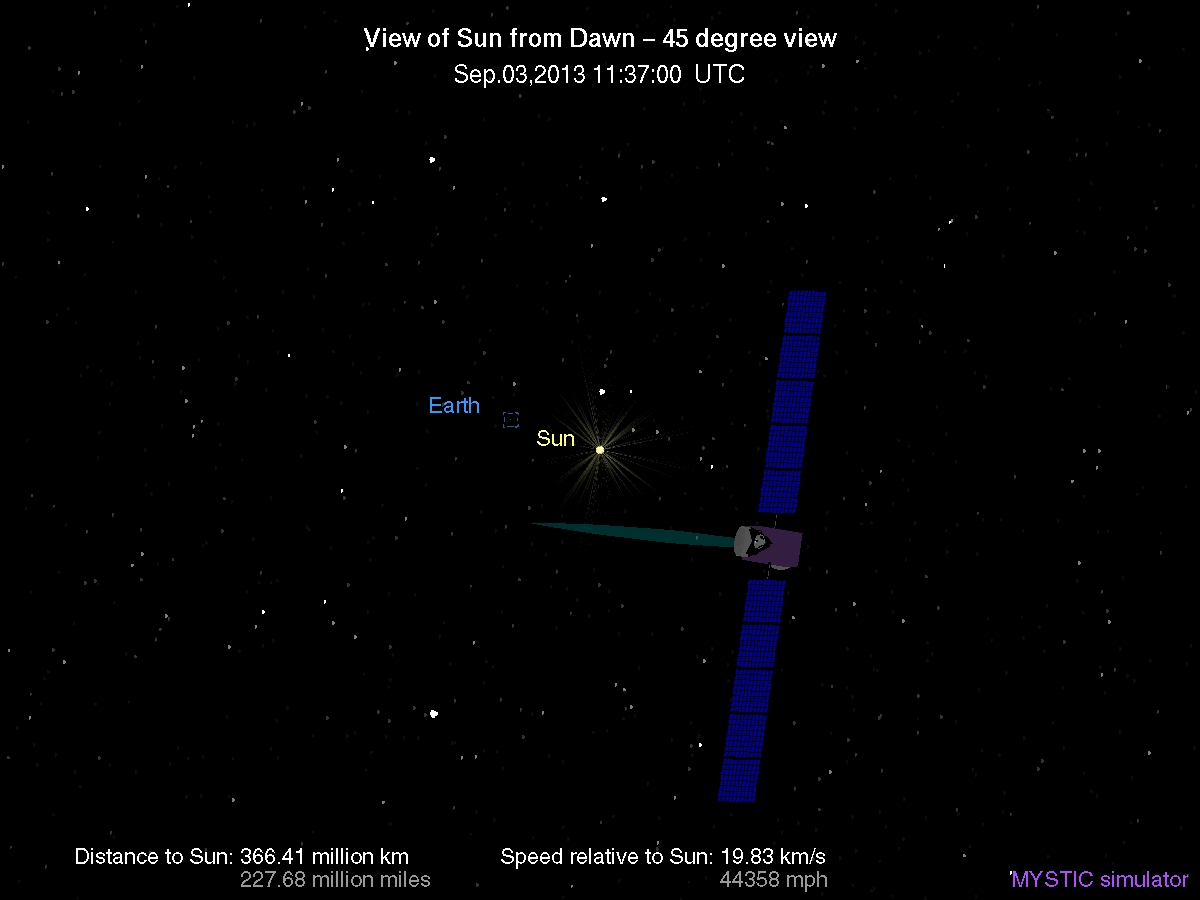 View of Sun from Dawn – 45 degree view
Sep.03,2013 11:37:00 UTC
Earth
Sun
Distance to Sun: 366.41 million km
227.68 million miles
Speed relative to Sun: 19.83 km/s
44358 mph
MYSTIC simulator